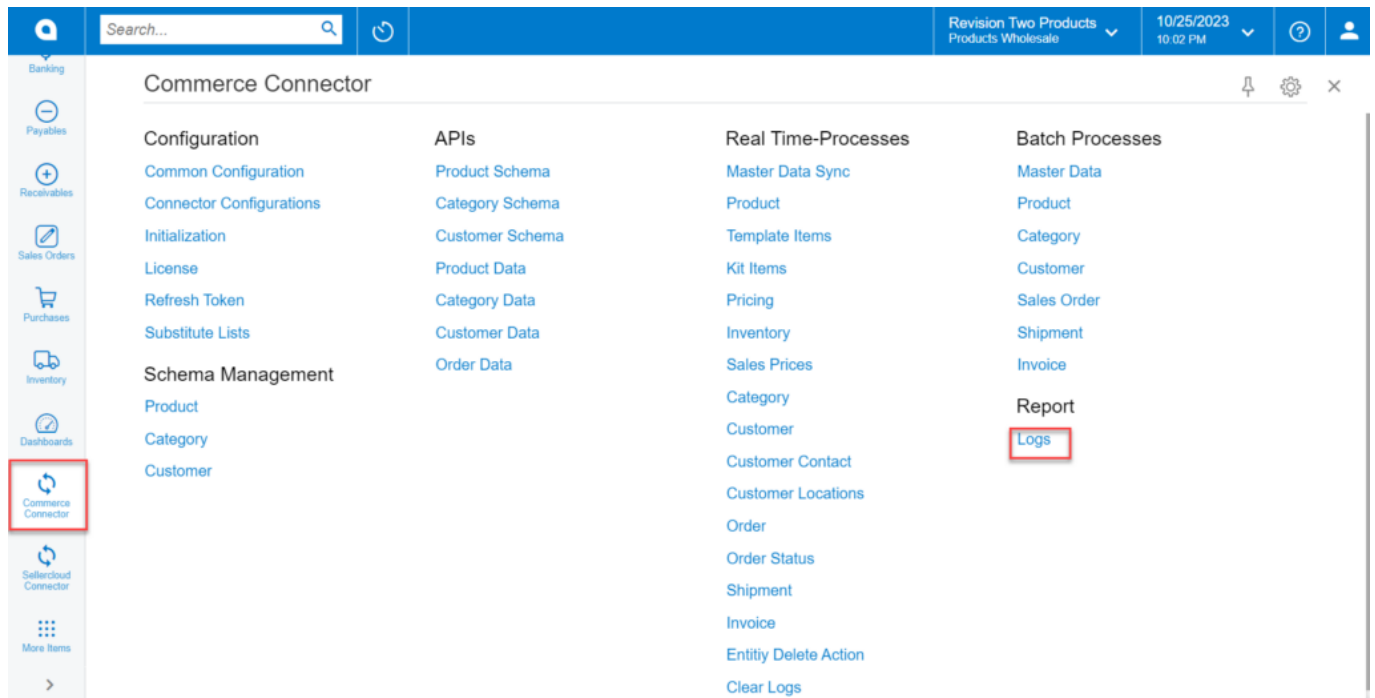 Search...
Revision Two Products
Products Wholesale
10/25/2023
10:02 PM
Banking
Payables
Receivables
Sales Orders
Purchases
Inventory
Dashboards
Commerce
Connector
Sellercloud
Connector
More Items
Commerce Connector
Configuration
Common Configuration
Connector Configurations
Initialization
License
Refresh Token
Substitute Lists
Schema Management
Product
Category
Customer
APIs
Product Schema
Category Schema
Customer Schema
Product Data
Category Data
Customer Data
Order Data
Real Time-Processes
Master Data Sync
Product
Template Items
Kit Items
Pricing
Inventory
Sales Prices
Category
Customer
Customer Contact
Customer Locations
Order
Order Status
Shipment
Invoice
Entitiy Delete Action
Clear Logs
Batch Processes
Master Data
Product
Category
Customer
Sales Order
Shipment
Invoice
Report
Logs